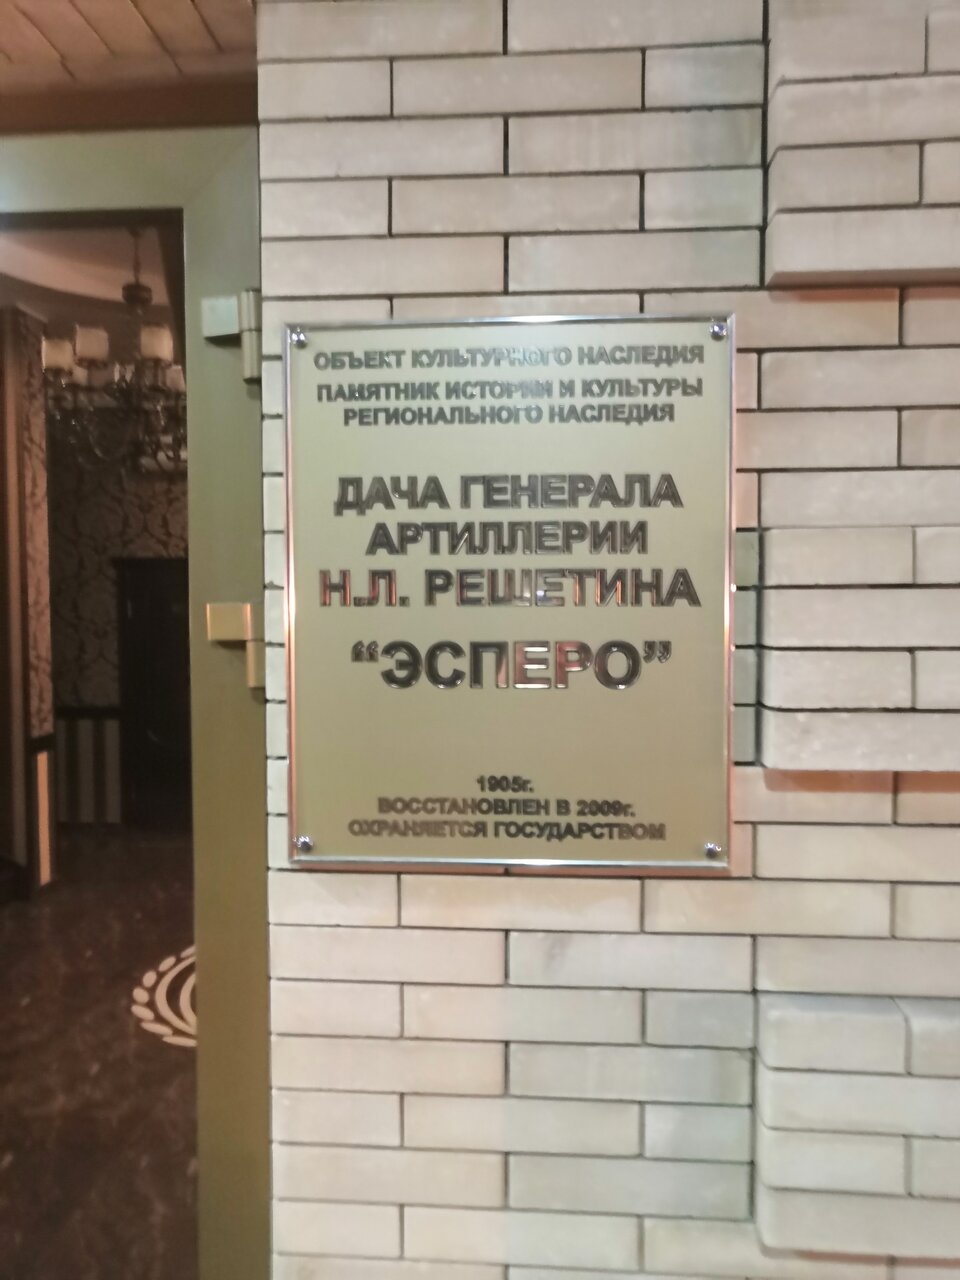 ОБЪЕКТ КУЛЬТУРНОГО НАСЛЕДИЯ
ПАМЯТНИК ИСТОРИИ И КУЛЬТУРЫ
РЕГИОНАЛЬНОГО НАСЛЕДИЯ
ДАЧА ГЕНЕРАЛА
АРТИЛЛЕРИИ
Н.Л. РЕШЕТИНА
“ЭСПЕРО”
1905г.
ВОССТАНОВЛЕН В 2009г.
ОХРАНЯЕТСЯ ГОСУДАРСТВОМ